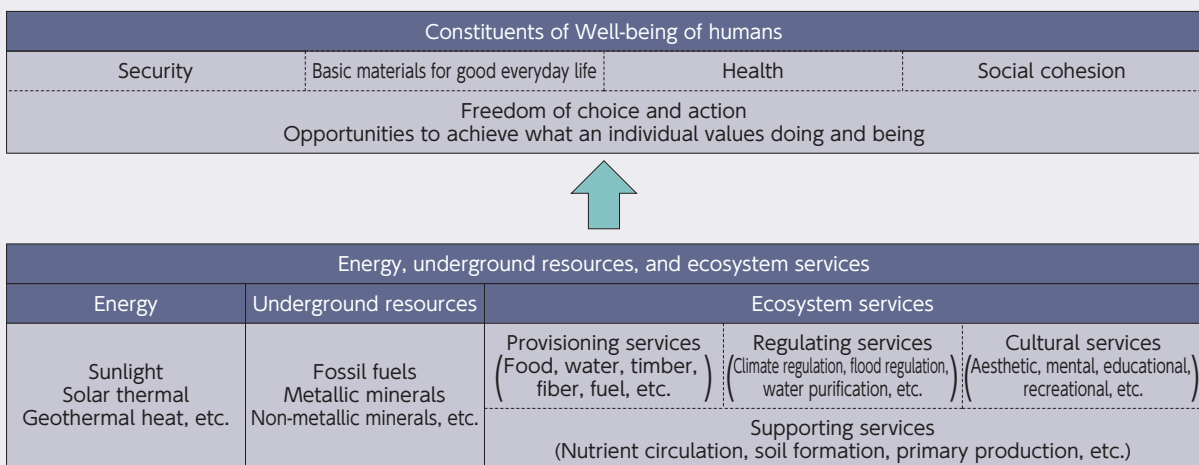 Constituents of Well-being of humans
Security
Basic materials for good everyday life
Health
Social cohesion
Freedom of choice and action
Opportunities to achieve what an individual values doing and being
Energy, underground resources, and ecosystem services
Energy
Underground resources
Ecosystem services
Sunlight
Solar thermal
Geothermal heat, etc.
Fossil fuels
Metallic minerals
Non-metallic minerals, etc.
Provisioning services
(Food, water, timber,
fiber, fuel, etc.)
Regulating services
(Climate regulation, flood regulation,
water purification, etc.)
Cultural services
(Aesthetic, mental, educational,
recreational, etc.)
Supporting services
(Nutrient circulation, soil formation, primary production, etc.)